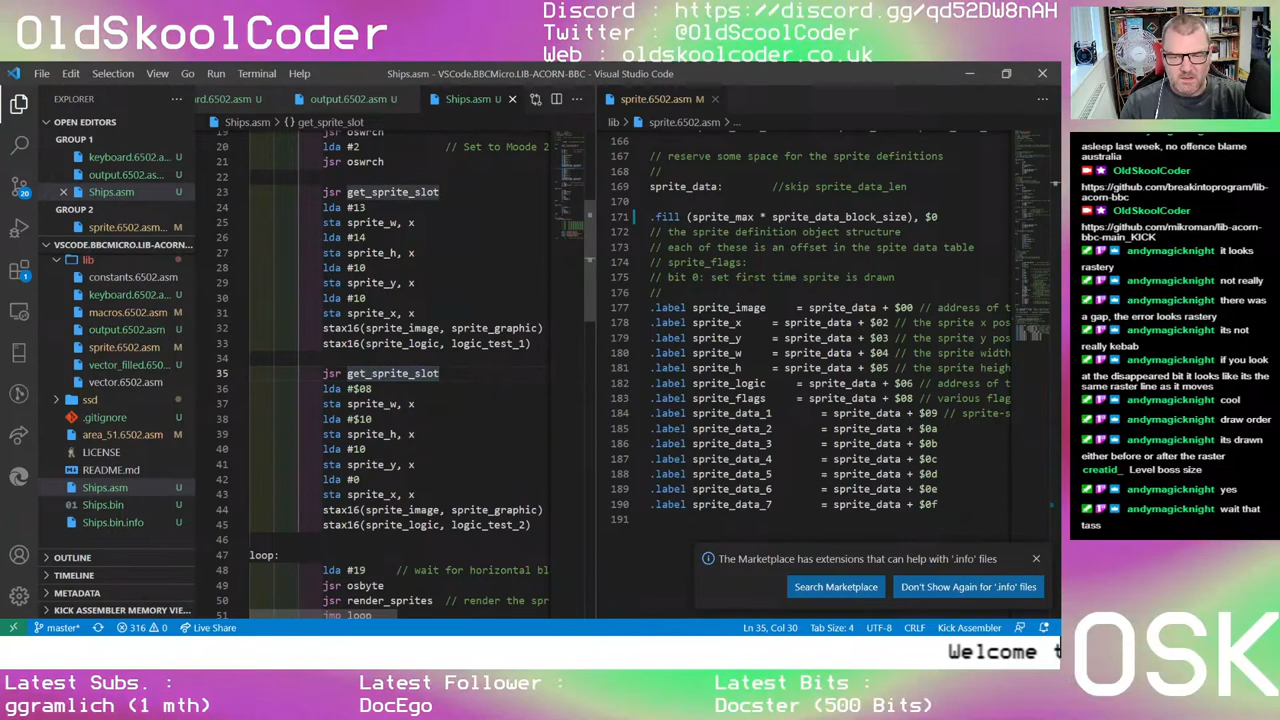 OldSkoolCoder
Discord : https://discord.gg/qd52DW8nAH
Twitter : @OldScoolCoder
Web : oldskoolcoder.co.uk
File Edit Selection View Go Run Terminal Help
Ships.asm - VSCode.BBCMicro.LIB-ACORN-BBC - Visual Studio Code
EXPLORER
OPEN EDITORS
GROUP 1
keyboard.6502.asm U
output.6502.asm, ... U
Ships.asm U
GROUP 2
sprite.6502.asm ... M
VSCODE.BBCMICRO.LIB-ACORN...
lib
constants.6502.asm
keyboard.6502.asm U
macros.6502.asm M
output.6502.asm U
sprite.6502.asm M
vector_filled.6502.asm
vector.6502.asm
ssd
.gitignore
area_51.6502.asm M
LICENSE
README.md
Ships.asm U
Ships.bin U
Ships.bin.info U
OUTLINE
TIMELINE
METADATA
KICK ASSEMBLER MEMORY VIE...
rd.6502.asm U output.6502.asm U Ships.asm U
Ships.asm > {} get_sprite_slot
19 jsr oswrch
20 lda #2 // Set to Moode 2
21 jsr oswrch
22
23 jsr get_sprite_slot
24 lda #13
25 sta sprite_w, x
26 lda #14
27 sta sprite_h, x
28 lda #10
29 sta sprite_y, x
30 lda #10
31 sta sprite_x, x
32 stax16(sprite_image, sprite_graphic)
33 stax16(sprite_logic, logic_test_1)
34
35 jsr get_sprite_slot
36 lda #$08
37 sta sprite_w, x
38 lda #$10
39 sta sprite_h, x
40 lda #10
41 sta sprite_y, x
42 lda #0
43 sta sprite_x, x
44 stax16(sprite_image, sprite_graphic)
45 stax16(sprite_logic, logic_test_2)
46
47 loop:
48 lda #19 // wait for horizontal bl
49 jsr osbyte
50 jsr render_sprites // render the spr
51 jmp loop
sprite.6502.asm M
lib > sprite.6502.asm > ...
166
167 // reserve some space for the sprite definitions
168 //
169 sprite_data: //skip sprite_data_len
170
171 .fill (sprite_max * sprite_data_block_size), $0
172 // the sprite definition object structure
173 // each of these is an offset in the spite data table
174 // sprite_flags:
175 // bit 0: set first time sprite is drawn
176 //
177 .label sprite_image = sprite_data + $00 // address of t
178 .label sprite_x = sprite_data + $02 // the sprite x pos
179 .label sprite_y = sprite_data + $03 // the sprite y pos
180 .label sprite_w = sprite_data + $04 // the sprite width
181 .label sprite_h = sprite_data + $05 // the sprite heigh
182 .label sprite_logic = sprite_data + $06 // address of t
183 .label sprite_flags = sprite_data + $08 // various flag
184 .label sprite_data_1 = sprite_data + $09 // sprite-s
185 .label sprite_data_2 = sprite_data + $0a
186 .label sprite_data_3 = sprite_data + $0b
187 .label sprite_data_4 = sprite_data + $0c
188 .label sprite_data_5 = sprite_data + $0d
189 .label sprite_data_6 = sprite_data + $0e
190 .label sprite_data_7 = sprite_data + $0f
191
The Marketplace has extensions that can help with '.info' files
Search Marketplace
Don't Show Again for '.info' files
master* 316 0 Live Share
Ln 35, Col 30 Tab Size: 4 UTF-8 CRLF Kick Assembler
asleep last week, no offence blame
australia
OldSkoolCoder
https://github.com/breakintoprogram/lib-
acorn-bbc
OldSkoolCoder
https://github.com/mikroman/lib-acorn-
bbc-main_KICK
andymagicknight it looks
rastery
andymagicknight not really
andymagicknight there was
a gap, the error looks rastery
andymagicknight its not
really kebab
andymagicknight if you look
at the disappeared bit it looks like its the
same raster line as it moves
andymagicknight cool
andymagicknight draw order
andymagicknight its drawn
either before or after the raster
creatid_ Level boss size
andymagicknight yes
andymagicknight wait that
tass
OSK
Welcome t
Latest Subs. :
ggramlich (1 mth)
Latest Follower :
DocEgo
Latest Bits :
Docster (500 Bits)
20
1